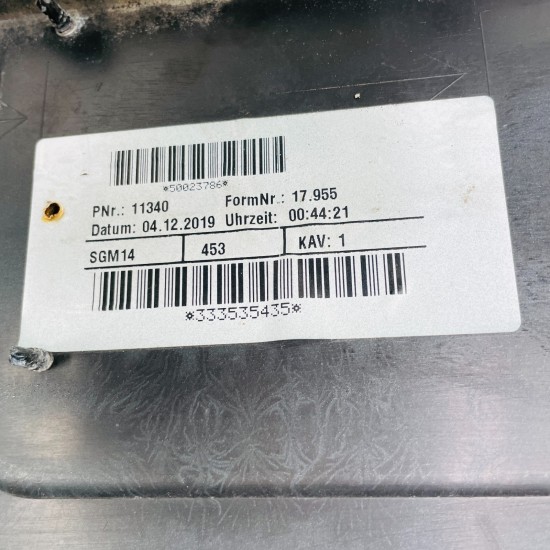 *50023786*
PNr.: 11340 FormNr.: 17.955
Datum: 04.12.2019 Uhrzeit: 00:44:21
SGM14 453 KAV: 1
*333535435*